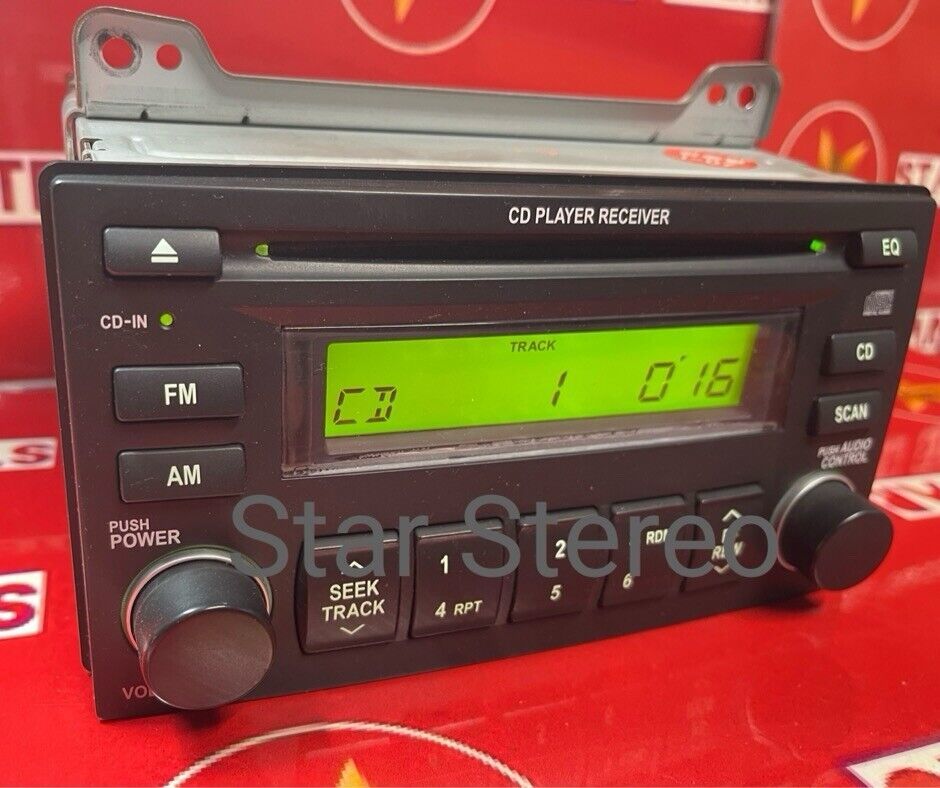 CD PLAYER RECEIVER
EQ
CD-IN
TRACK
CD 1 0'16
CD
FM
SCAN
AM
PUSH AUDIO
CONTROL
PUSH
POWER
Star Stereo
SEEK
TRACK
1
4 RPT
2
5
6